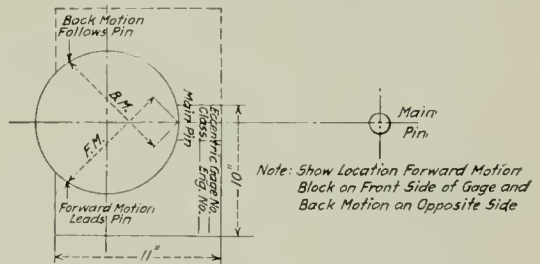 Back Motion
Follows Pin
B.M.
F.M.
Main Pin
Eccentric Gage No.
Class Eng. No.
10"
Forward Motion
Leads Pin
11"
Main
Pin
Note: Show Location Forward Motion
Block on Front Side of Gage and
Back Motion on Opposite Side